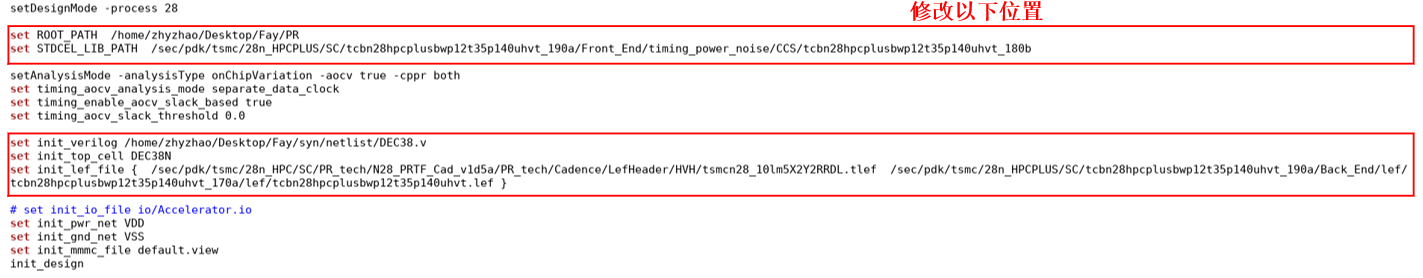 setDesignMode -process 28
修改以下位置
set ROOT_PATH  /home/zhyzhao/Desktop/Fay/PR
set STDCEL_LIB_PATH  /sec/pdk/tsmc/28n_HPCPLUS/SC/tcbn28hpcplusbwp12t35p140uhvt_190a/Front_End/timing_power_noise/CCS/tcbn28hpcplusbwp12t35p140uhvt_180b
setAnalysisMode -analysisType onChipVariation -aocv true -cppr both
set timing_aocv_analysis_mode separate_data_clock
set timing_enable_aocv_slack_based true
set timing_aocv_slack_threshold 0.0
set init_verilog /home/zhyzhao/Desktop/Fay/syn/netlist/DEC38.v
set init_top_cell DEC38N
set init_lef_file {  /sec/pdk/tsmc/28n_HPC/SC/PR_tech/N28_PRTF_Cad_v1d5a/PR_tech/Cadence/LefHeader/HVH/tsmcn28_10lm5X2Y2RRDL.tlef  /sec/pdk/tsmc/28n_HPCPLUS/SC/tcbn28hpcplusbwp12t35p140uhvt_190a/Back_End/lef/
tcbn28hpcplusbwp12t35p140uhvt_170a/lef/tcbn28hpcplusbwp12t35p140uhvt.lef }
# set init_io_file io/Accelerator.io
set init_pwr_net VDD
set init_gnd_net VSS
set init_mmmc_file default.view
init_design